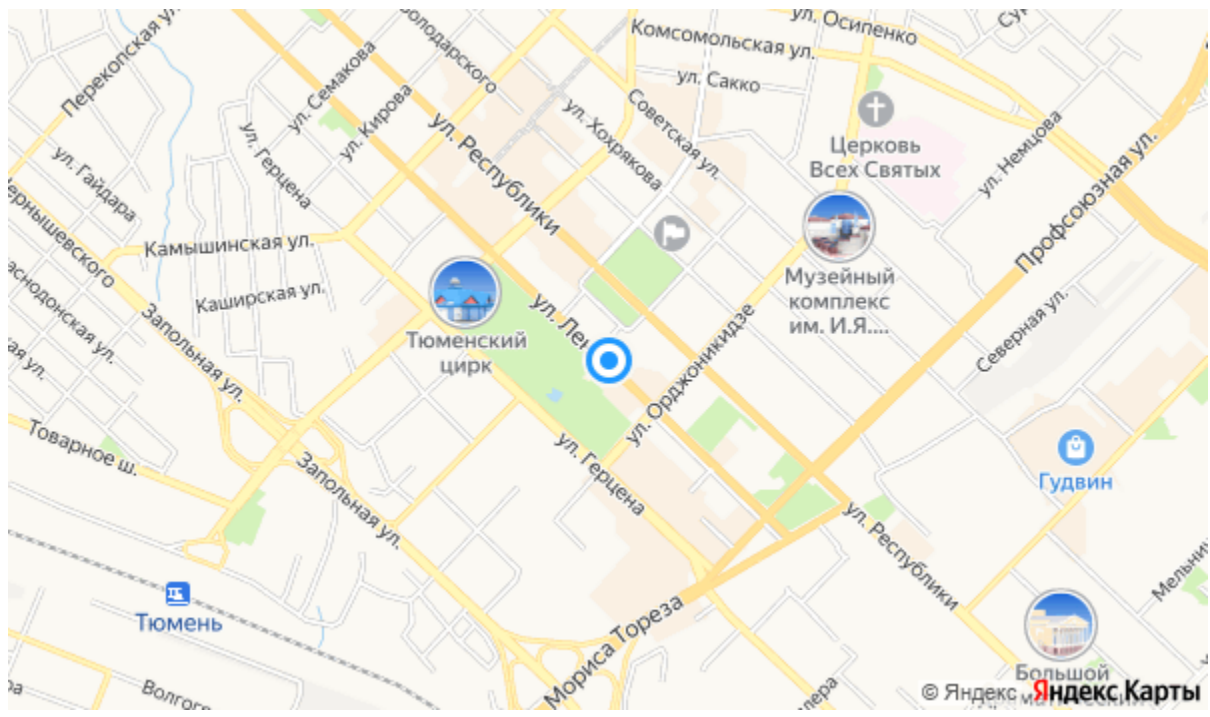 ул. Осипенко
Комсомольская ул.
ул. Сакко
Перекопская ул.
ул. Семакова
ул. Кирова
ул. Герцена
ул. Гайдара
ул. Республики
ул. Хохрякова
Советская ул.
Церковь
Всех Святых
ул. Немцова
Профсоюзная ул.
Камышинская ул.
Каширская ул.
Запольная ул.
Тюменский
цирк
Музейный
комплекс
им. И.Я....
ул. Орджоникидзе
Северная ул.
Товарное ш.
Запольная ул.
ул. Герцена
Гудвин
ул. Республики
Тюмень
Мориса Тореза
Большой
© Яндекс Яндекс Карты